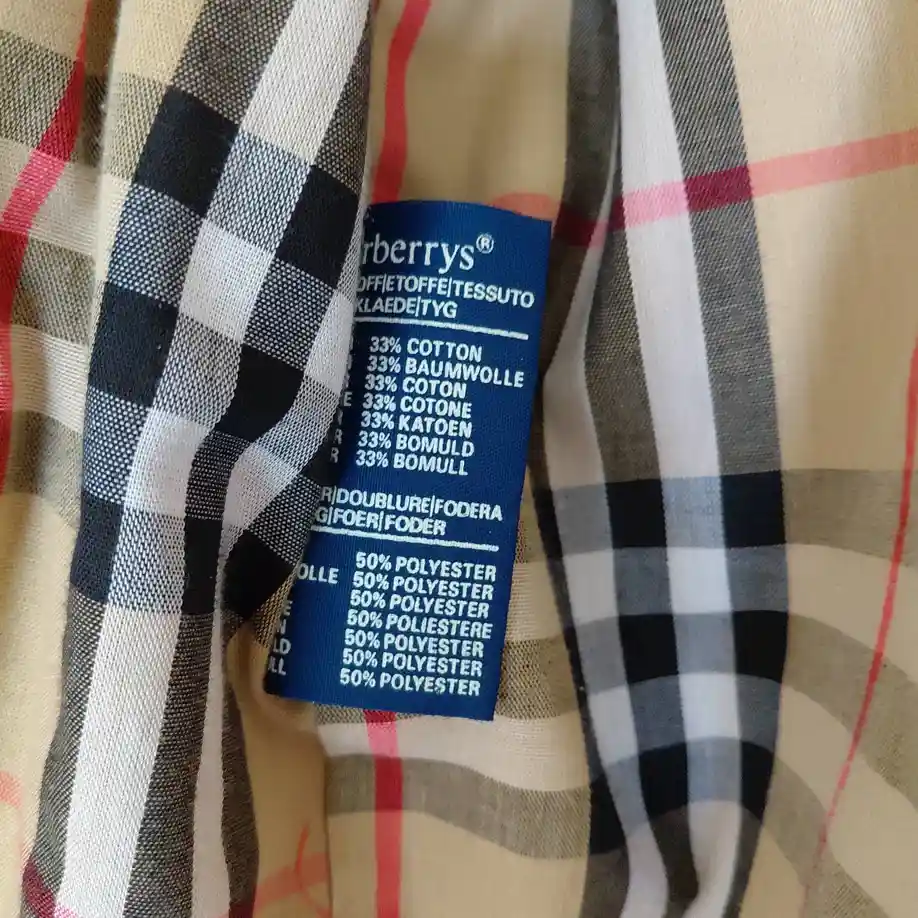 rberrys®
OFF|ETOFFE|TESSUTO
KLAEDE|TYG
33% COTTON
33% BAUMWOLLE
33% COTON
E 33% COTONE
N 33% KATOEN
R 33% BOMULD
R 33% BOMULL
R|DOUBLURE|FODERA
G|FOER|FODER
50% POLYESTER
OLLE 50% POLYESTER
50% POLYESTER
E 50% POLIESTERE
N 50% POLYESTER
LD 50% POLYESTER
LL 50% POLYESTER